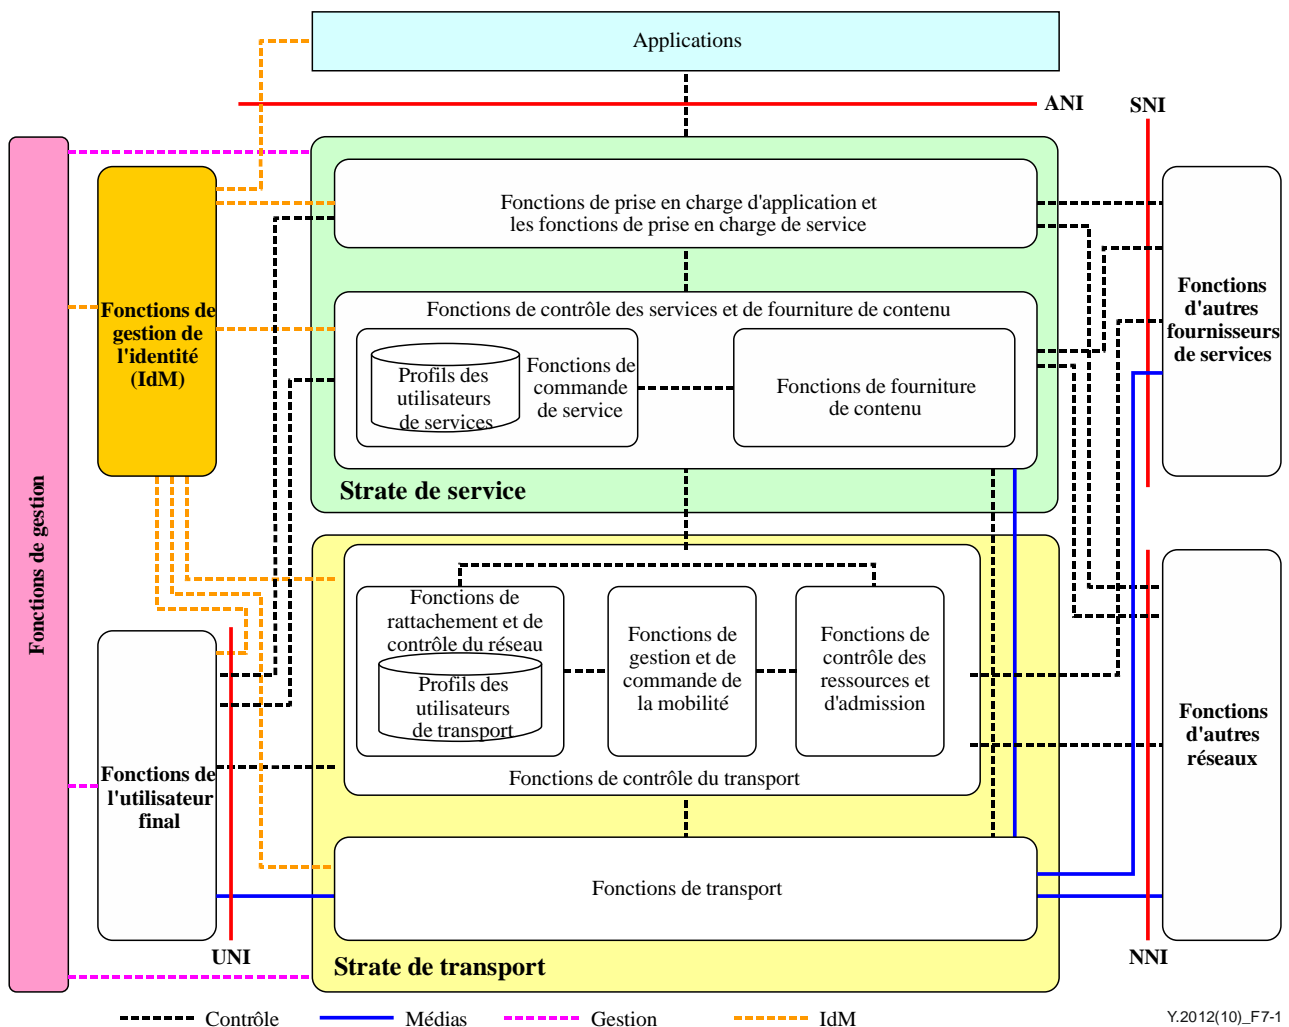 Applications
ANI
SNI
Fonctions de prise en charge d'application et
les fonctions de prise en charge de service
Fonctions de
gestion de
l'identité
(IdM)
Fonctions de contrôle des services et de fourniture de contenu
Profils des
utilisateurs
de services
Fonctions de
commande
de service
Fonctions de fourniture
de contenu
Fonctions
d'autres
fournisseurs
de services
Strate de service
Fonctions de gestion
Fonctions de
rattachement et de
contrôle du réseau
Profils des
utilisateurs
de transport
Fonctions de
gestion et de
commande de
la mobilité
Fonctions de
contrôle des
ressources et
d'admission
Fonctions de contrôle du transport
Fonctions
d'autres
réseaux
Fonctions de
l'utilisateur
final
Fonctions de transport
UNI
Strate de transport
NNI
Contrôle
Médias
Gestion
IdM
Y.2012(10)_F7-1